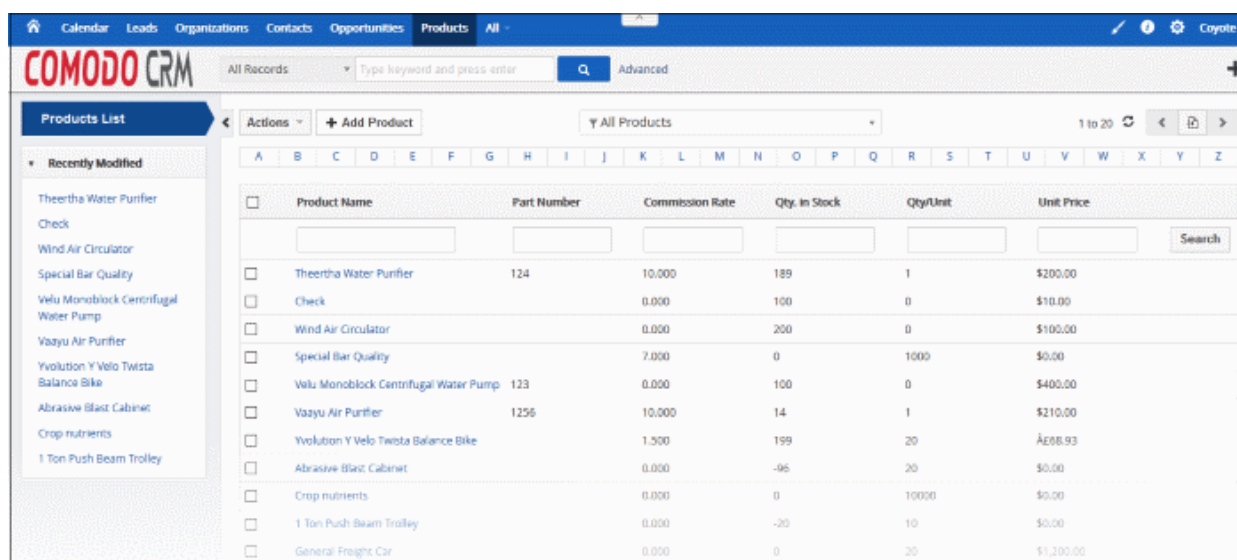 Calendar Leads Organizations Contacts Opportunities Products All Coyote
COMODO CRM All Records Type keyword and press enter Advanced
Products List Actions + Add Product All Products 1 to 20
A B C D E F G H I J K L M N O P Q R S T U V W X Y Z
Recently Modified
Theertha Water Purifier
Check
Wind Air Circulator
Special Bar Quality
Velu Monoblock Centrifugal
Water Pump
Vaayu Air Purifier
Yvolution Y Velo Twista
Balance Bike
Abrasive Blast Cabinet
Crop nutrients
1 Ton Push Beam Trolley
Product Name Part Number Commission Rate Qty. in Stock Qty/Unit Unit Price
Search
Theertha Water Purifier 124 10.000 189 1 $200.00
Check 0.000 100 0 $10.00
Wind Air Circulator 0.000 200 0 $100.00
Special Bar Quality 7.000 0 1000 $0.00
Velu Monoblock Centrifugal Water Pump 123 0.000 100 0 $400.00
Vaayu Air Purifier 1256 10.000 14 1 $210.00
Yvolution Y Velo Twista Balance Bike 1.500 199 20 Â£68.93
Abrasive Blast Cabinet 0.000 -96 20 $0.00
Crop nutrients 0.000 0 10000 $0.00
1 Ton Push Beam Trolley 0.000 -20 10 $0.00
General Freight Car 0.000 0 20 $1,200.00